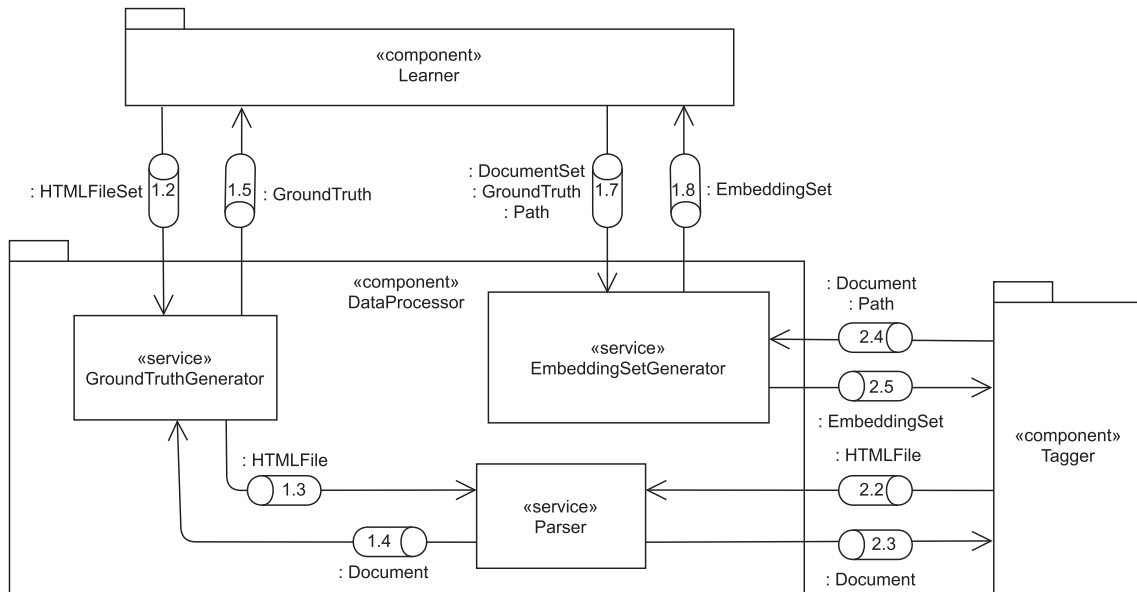 «component»
Learner
: HTMLFileSet
1.2
1.5
: GroundTruth
: DocumentSet
: GroundTruth
: Path
1.7
1.8
: EmbeddingSet
«component»
DataProcessor
«service»
GroundTruthGenerator
«service»
EmbeddingSetGenerator
: Document
: Path
2.4
2.5
: EmbeddingSet
«component»
Tagger
: HTMLFile
1.3
«service»
Parser
: HTMLFile
2.2
1.4
: Document
2.3
: Document